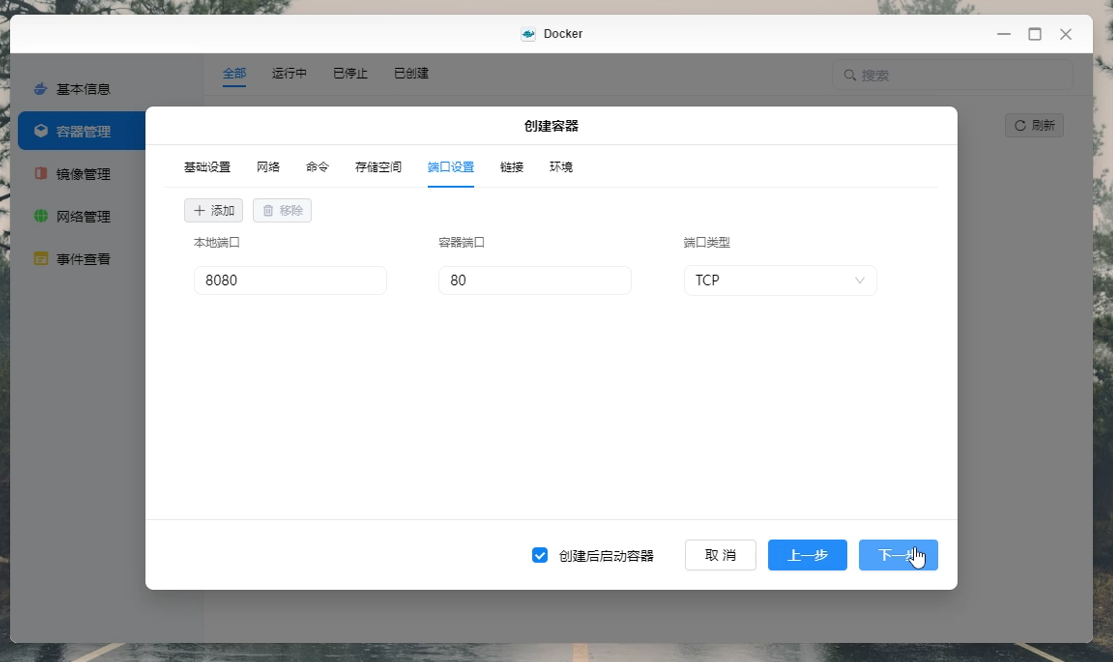 Docker
基本信息
容器管理
镜像管理
网络管理
事件查看
全部 运行中 已停止 已创建
搜索
刷新
创建容器
基础设置 网络 命令 存储空间 端口设置 链接 环境
添加 移除
本地端口 容器端口 端口类型
8080 80 TCP
创建后启动容器 取消 上一步 下一步